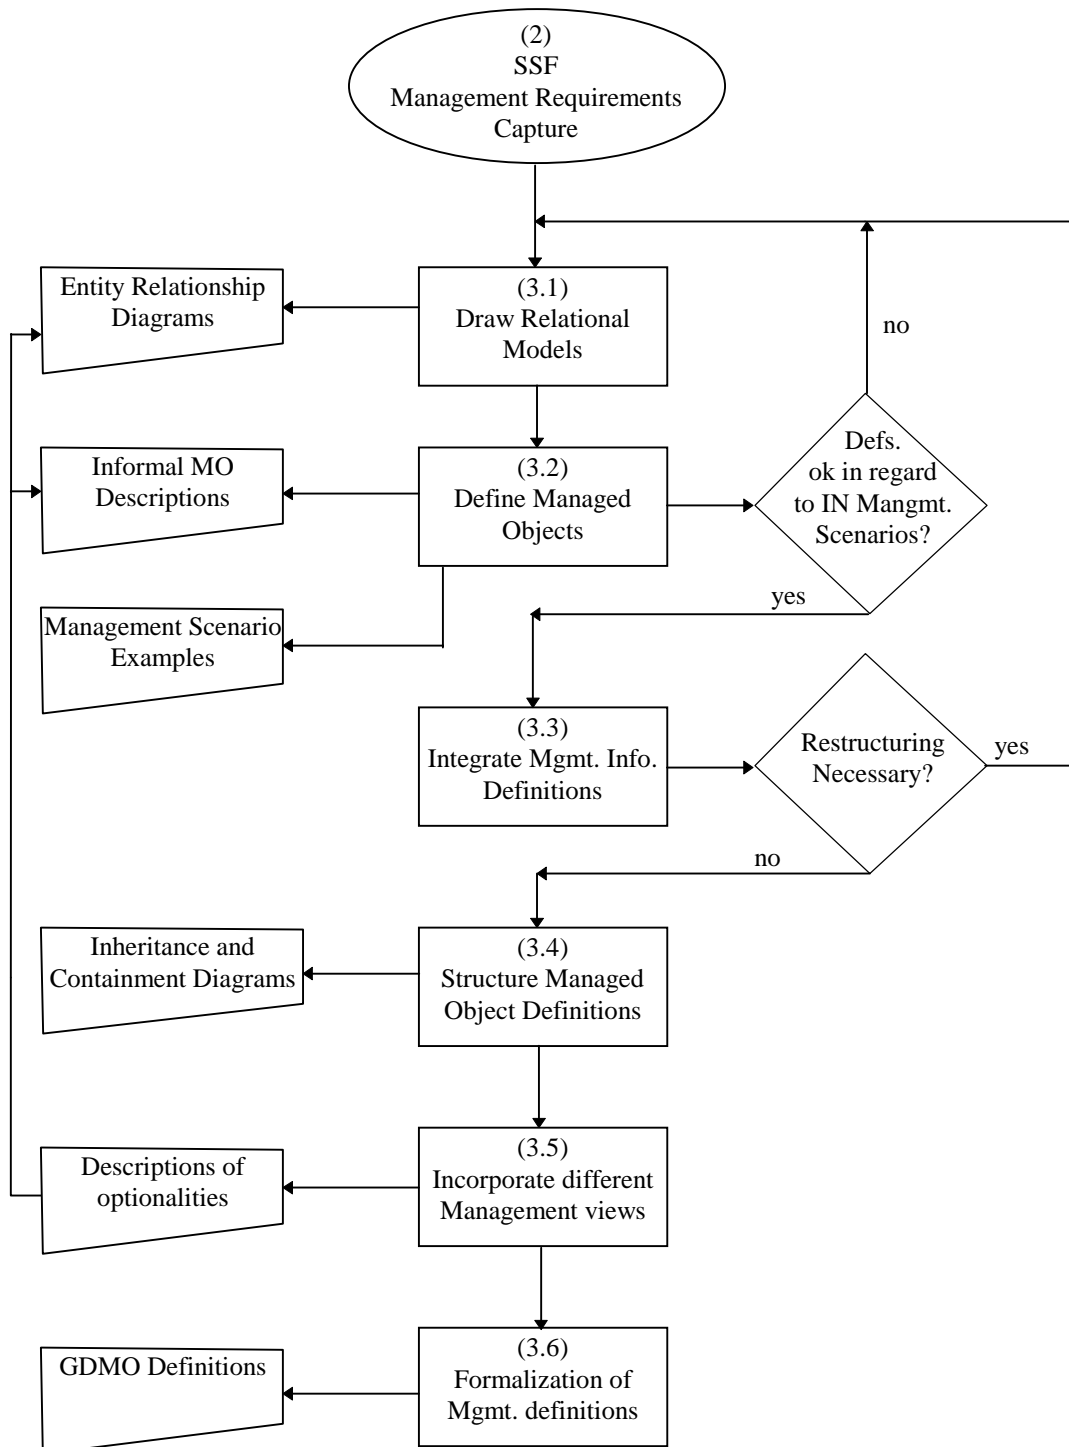 (2)
SSF
Management Requirements
Capture
Entity Relationship
Diagrams
(3.1)
Draw Relational
Models
no
Informal MO
Descriptions
(3.2)
Define Managed
Objects
Defs.
ok in regard
to IN Mangmt.
Scenarios?
yes
Management Scenario
Examples
(3.3)
Integrate Mgmt. Info.
Definitions
Restructuring
Necessary?
yes
no
Inheritance and
Containment Diagrams
(3.4)
Structure Managed
Object Definitions
Descriptions of
optionalities
(3.5)
Incorporate different
Management views
GDMO Definitions
(3.6)
Formalization of
Mgmt. definitions